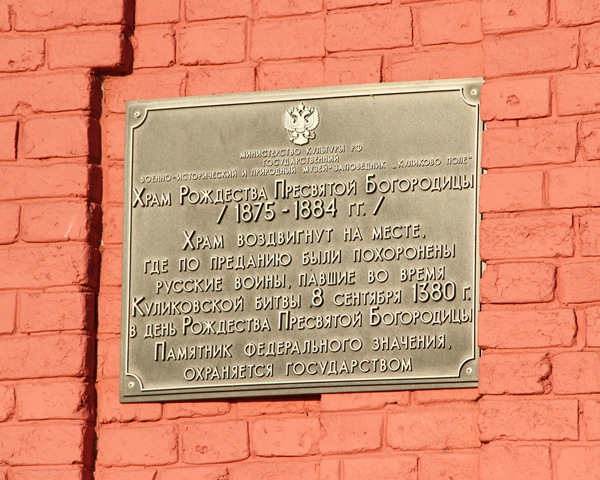 Министерство культуры РФ
Государственный
Военно-исторический и природный музей-заповедник „Куликово поле"
Храм Рождества Пресвятой Богородицы
/ 1875 - 1884 гг. /
Храм воздвигнут на месте,
где по преданию были похоронены
русские воины, павшие во время
Куликовской битвы 8 сентября 1380 г.
в день Рождества Пресвятой Богородицы
Памятник федерального значения,
охраняется государством